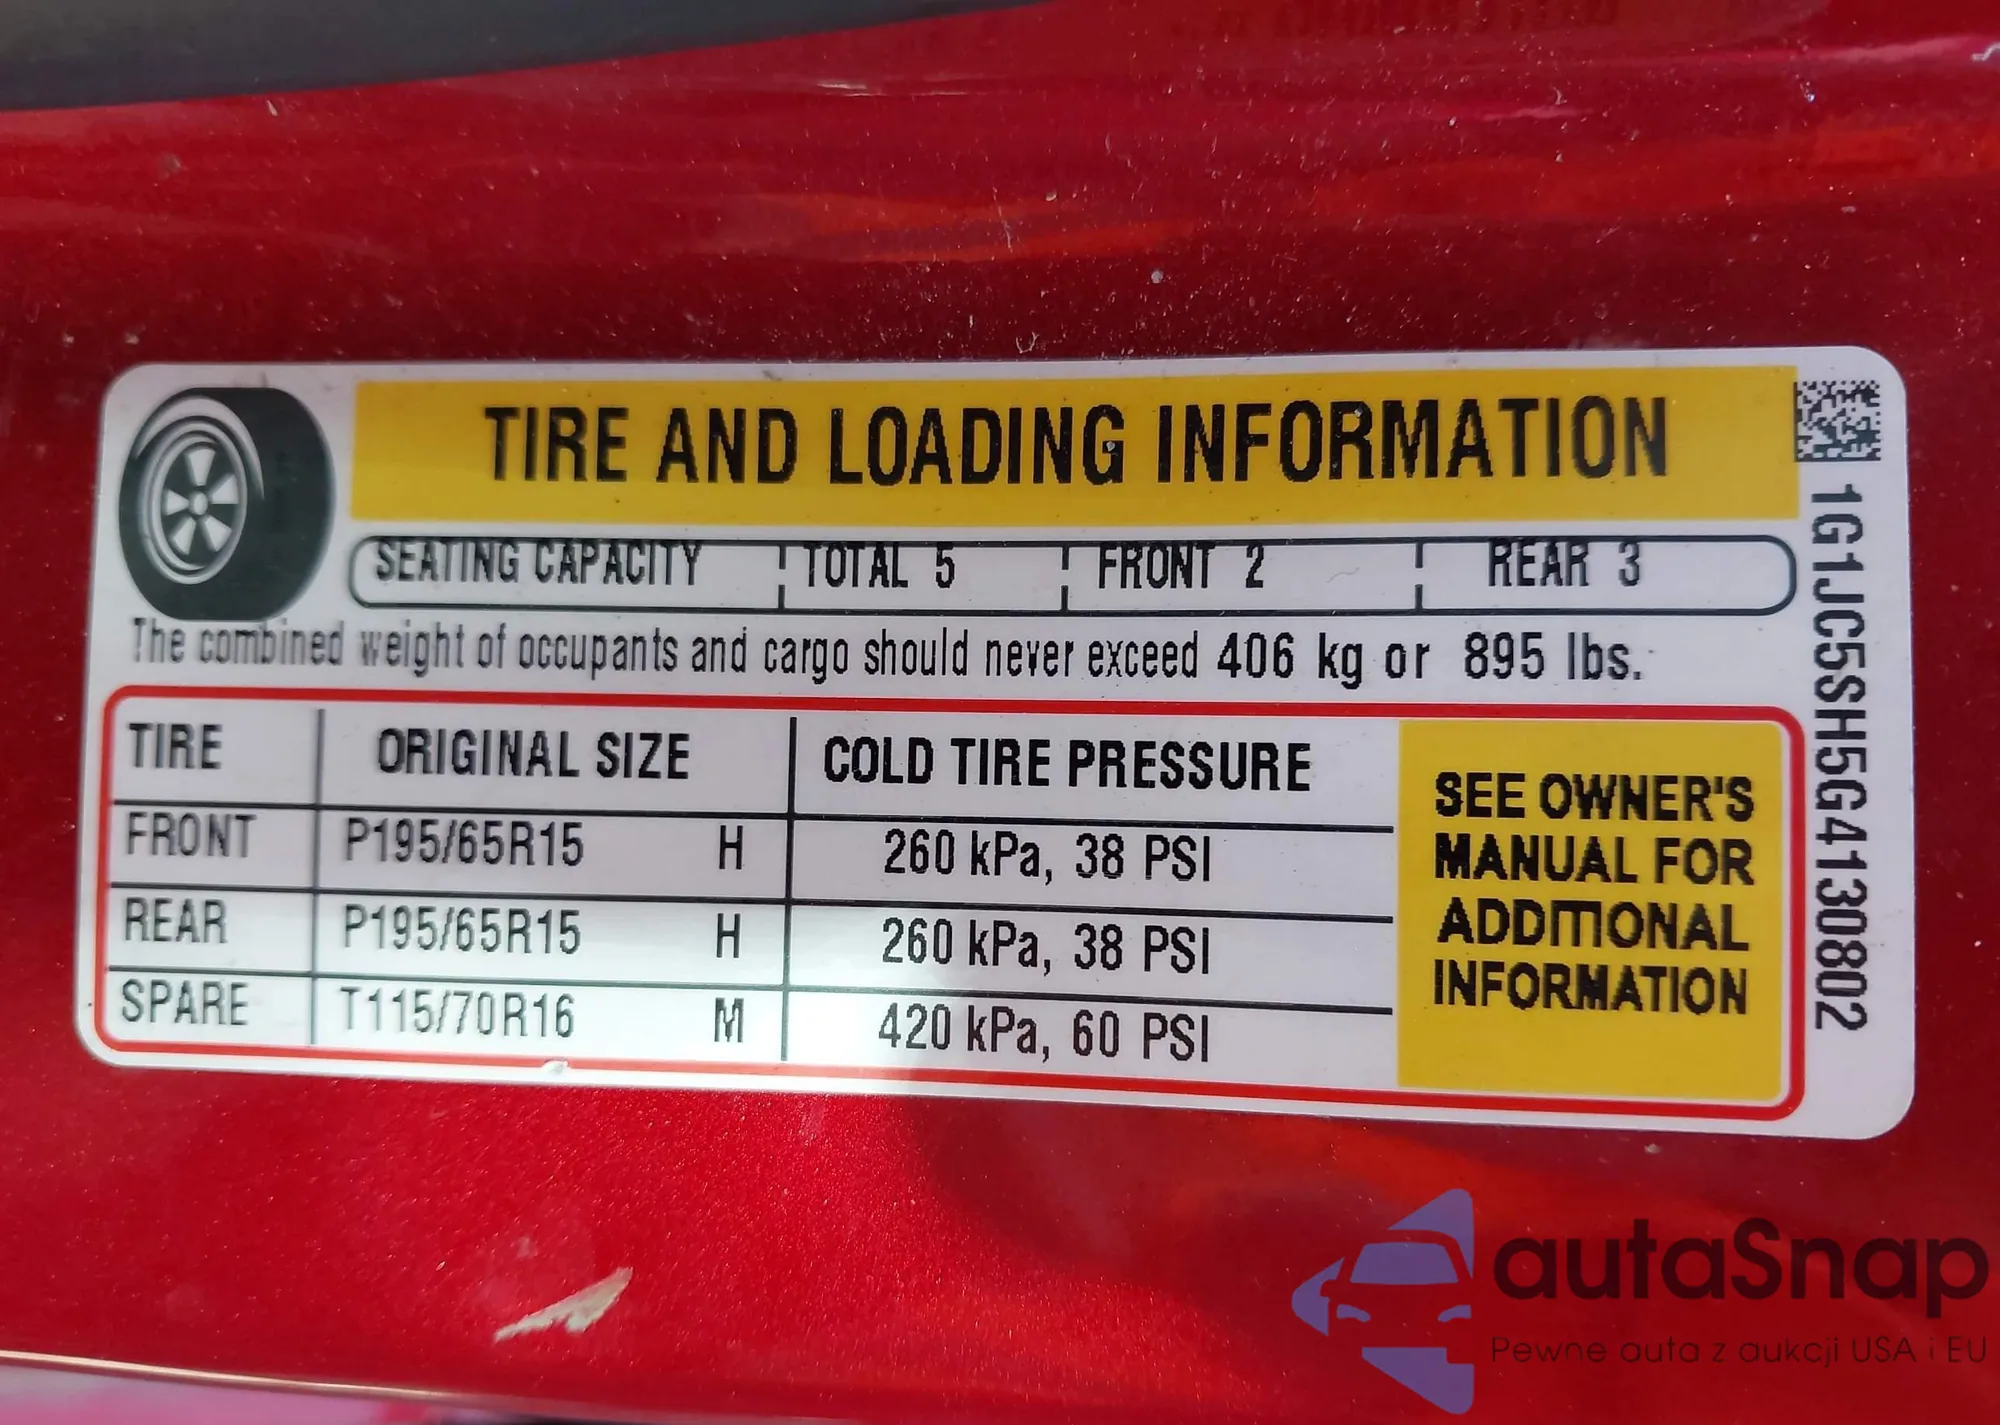 TIRE AND LOADING INFORMATION
SEATING CAPACITY TOTAL 5 FRONT 2 REAR 3
The combined weight of occupants and cargo should never exceed 406 kg or 895 lbs.
TIRE ORIGINAL SIZE COLD TIRE PRESSURE
FRONT P195/65R15 H 260 kPa, 38 PSI
REAR P195/65R15 H 260 kPa, 38 PSI
SPARE T115/70R16 M 420 kPa, 60 PSI
SEE OWNER'S
MANUAL FOR
ADDITIONAL
INFORMATION
1G1JC5SH5G4130802
autaSnap
Pewne auta z aukcji USA i EU